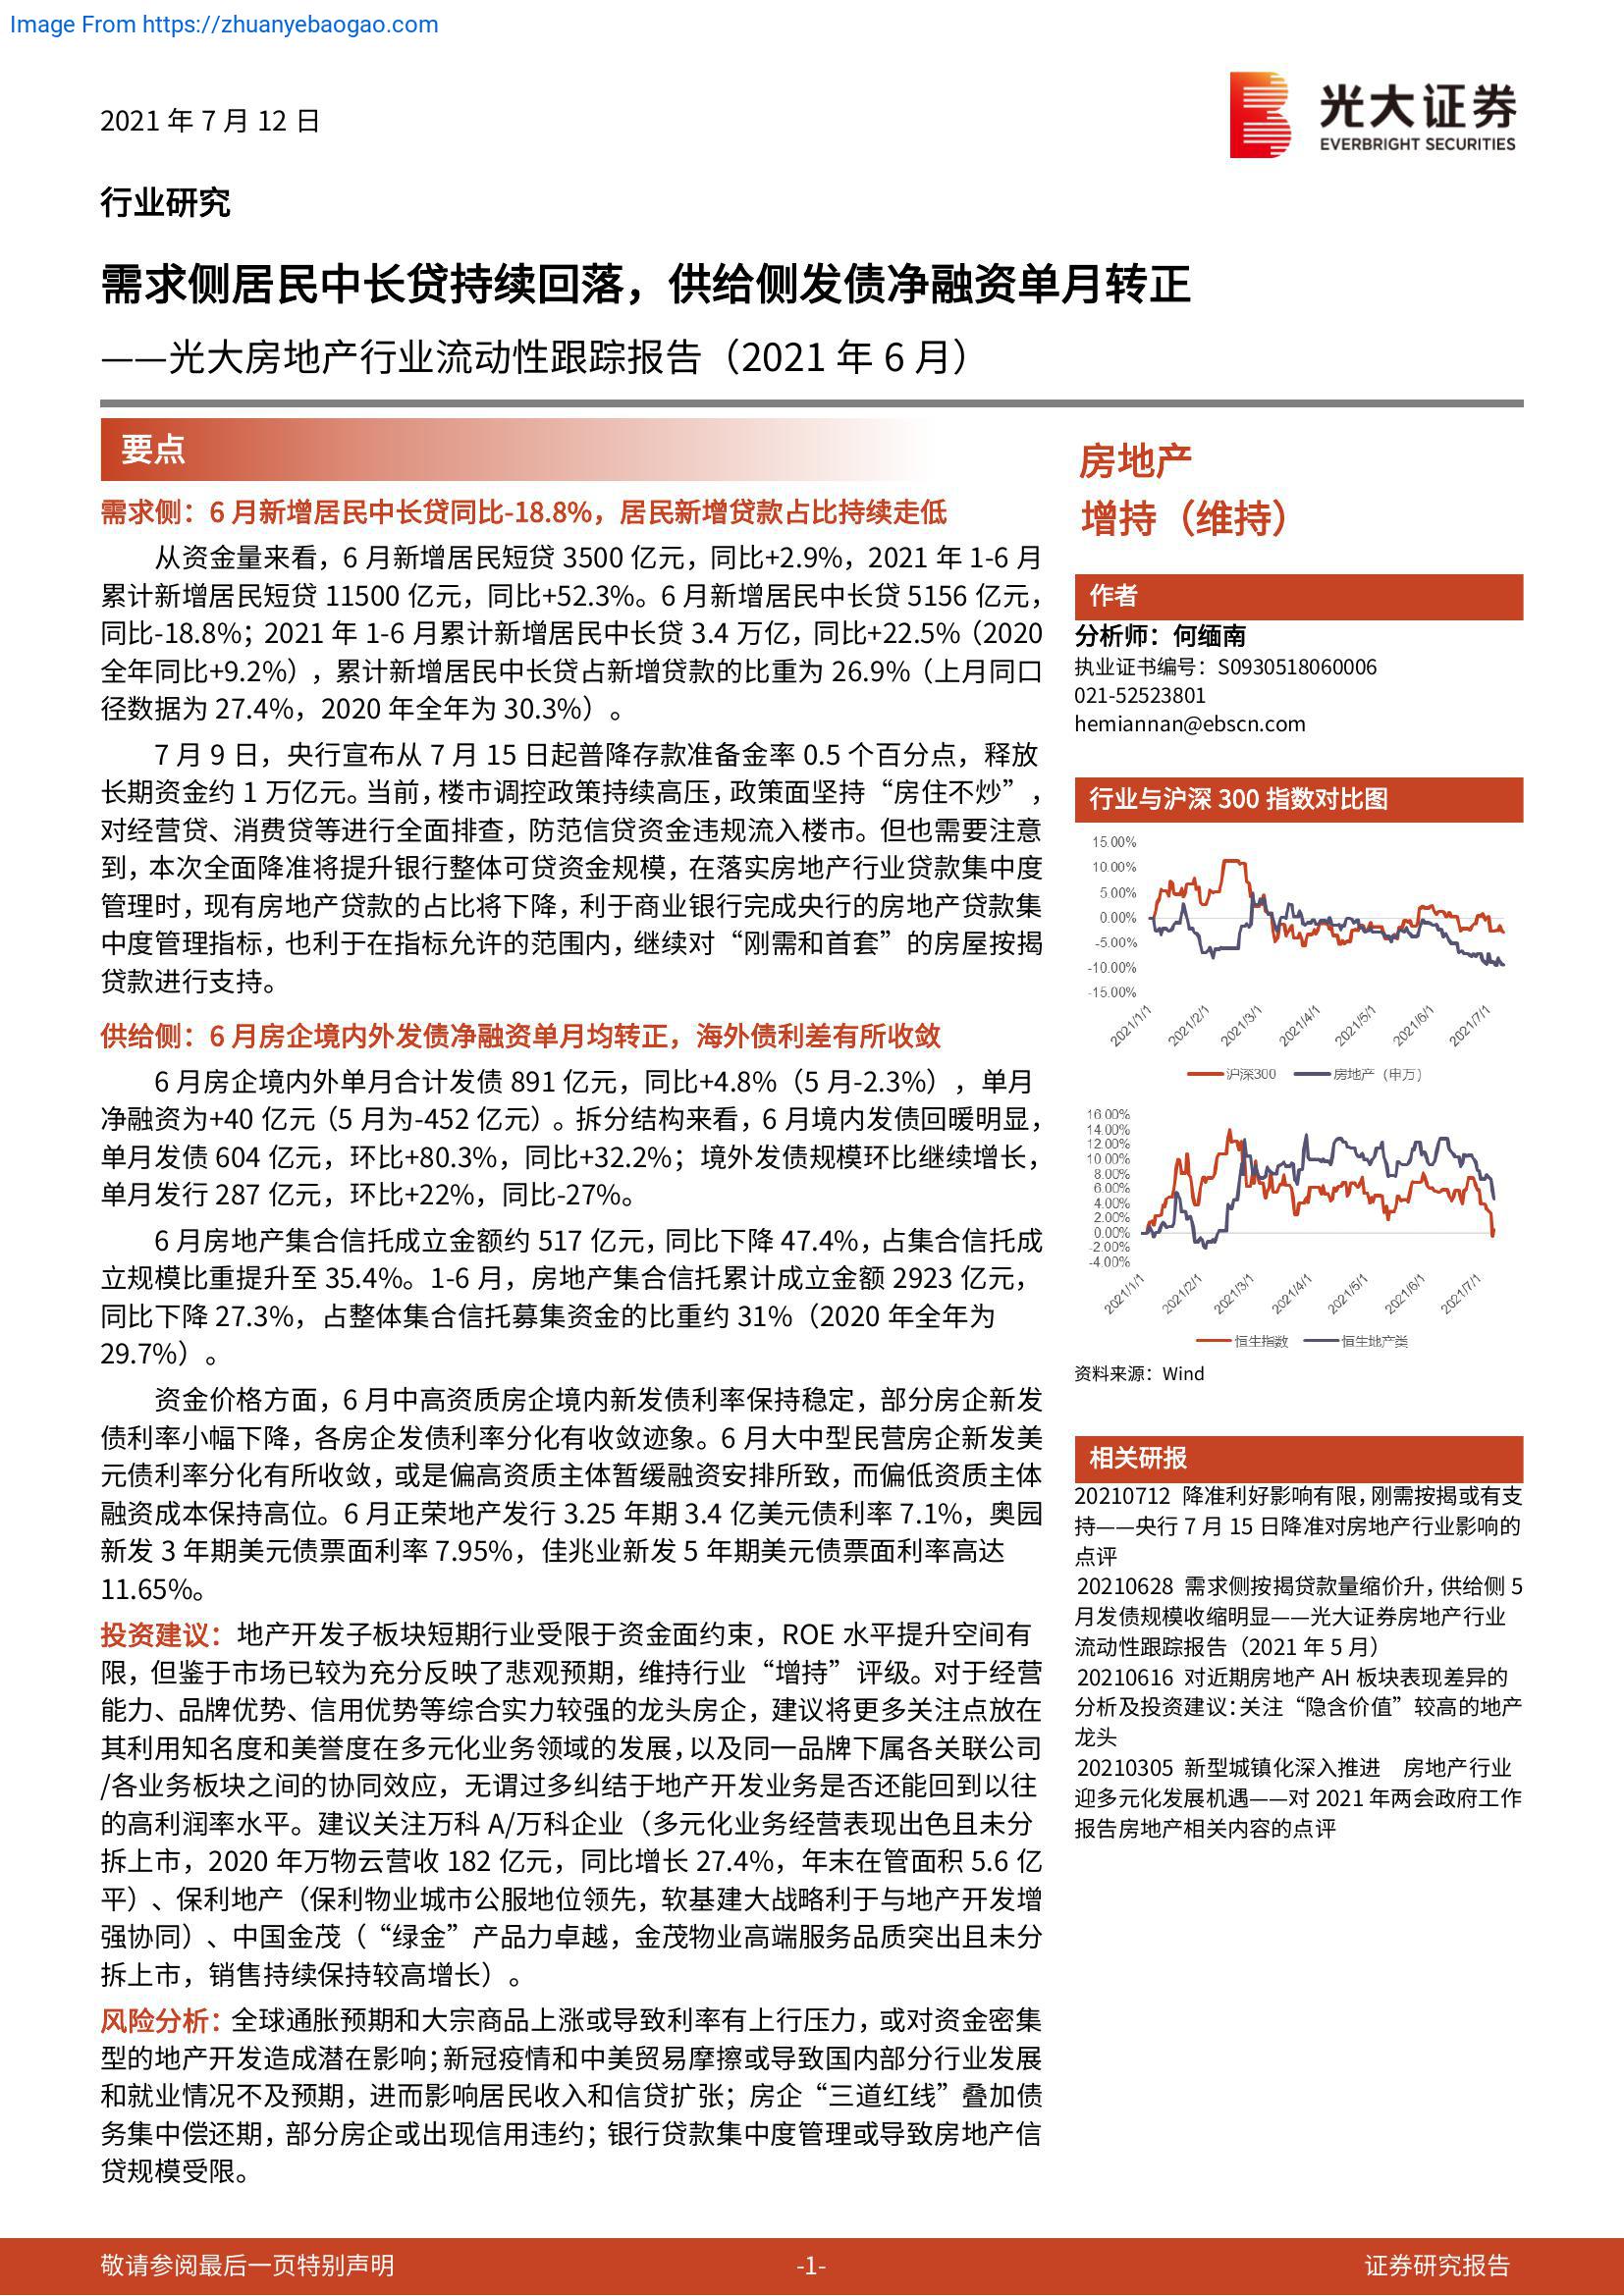 Image From https://zhuanyebaogao.com
2021 年 7 月 12 日
光大证券
EVERBRIGHT SECURITIES
行业研究
需求侧居民中长贷持续回落，供给侧发债净融资单月转正
——光大房地产行业流动性跟踪报告（2021 年 6 月）
要点
需求侧：6 月新增居民中长贷同比-18.8%，居民新增贷款占比持续走低
从资金量来看，6 月新增居民短贷 3500 亿元，同比+2.9%，2021 年 1-6 月
累计新增居民短贷 11500 亿元，同比+52.3%。6 月新增居民中长贷 5156 亿元，
同比-18.8%；2021 年 1-6 月累计新增居民中长贷 3.4 万亿，同比+22.5%（2020
全年同比+9.2%），累计新增居民中长贷占新增贷款的比重为 26.9%（上月同口
径数据为 27.4%，2020 年全年为 30.3%）。
7 月 9 日，央行宣布从 7 月 15 日起普降存款准备金率 0.5 个百分点，释放
长期资金约 1 万亿元。当前，楼市调控政策持续高压，政策面坚持“房住不炒”，
对经营贷、消费贷等进行全面排查，防范信贷资金违规流入楼市。但也需要注意
到，本次全面降准将提升银行整体可贷资金规模，在落实房地产行业贷款集中度
管理时，现有房地产贷款的占比将下降，利于商业银行完成央行的房地产贷款集
中度管理指标，也利于在指标允许的范围内，继续对“刚需和首套”的房屋按揭
贷款进行支持。
供给侧：6 月房企境内外发债净融资单月均转正，海外债利差有所收敛
6 月房企境内外单月合计发债 891 亿元，同比+4.8%（5 月-2.3%），单月
净融资为+40 亿元（5 月为-452 亿元）。拆分结构来看，6 月境内发债回暖明显，
单月发债 604 亿元，环比+80.3%，同比+32.2%；境外发债规模环比继续增长，
单月发行 287 亿元，环比+22%，同比-27%。
6 月房地产集合信托成立金额约 517 亿元，同比下降 47.4%，占集合信托成
立规模比重提升至 35.4%。1-6 月，房地产集合信托累计成立金额 2923 亿元，
同比下降 27.3%，占整体集合信托募集资金的比重约 31%（2020 年全年为
29.7%）。
资金价格方面，6 月中高资质房企境内新发债利率保持稳定，部分房企新发
债利率小幅下降，各房企发债利率分化有收敛迹象。6 月大中型民营房企新发美
元债利率分化有所收敛，或是偏高资质主体暂缓融资安排所致，而偏低资质主体
融资成本保持高位。6 月正荣地产发行 3.25 年期 3.4 亿美元债利率 7.1%，奥园
新发 3 年期美元债票面利率 7.95%，佳兆业新发 5 年期美元债票面利率高达
11.65%。
投资建议：地产开发子板块短期行业受限于资金面约束，ROE 水平提升空间有
限，但鉴于市场已较为充分反映了悲观预期，维持行业“增持”评级。对于经营
能力、品牌优势、信用优势等综合实力较强的龙头房企，建议将更多关注点放在
其利用知名度和美誉度在多元化业务领域的发展，以及同一品牌下属各关联公司
/各业务板块之间的协同效应，无谓过多纠结于地产开发业务是否还能回到以往
的高利润率水平。建议关注万科 A/万科企业（多元化业务经营表现出色且未分
拆上市，2020 年万物云营收 182 亿元，同比增长 27.4%，年末在管面积 5.6 亿
平）、保利地产（保利物业城市公服地位领先，软基建大战略利于与地产开发增
强协同）、中国金茂（“绿金”产品力卓越，金茂物业高端服务品质突出且未分
拆上市，销售持续保持较高增长）。
风险分析：全球通胀预期和大宗商品上涨或导致利率有上行压力，或对资金密集
型的地产开发造成潜在影响；新冠疫情和中美贸易摩擦或导致国内部分行业发展
和就业情况不及预期，进而影响居民收入和信贷扩张；房企“三道红线”叠加债
务集中偿还期，部分房企或出现信用违约；银行贷款集中度管理或导致房地产信
贷规模受限。
房地产
增持（维持）
作者
分析师：何缅南
执业证书编号：S0930518060006
021-52523801
hemiannan@ebscn.com
行业与沪深 300 指数对比图
15.00%
10.00%
5.00%
0.00%
-5.00%
-10.00%
-15.00%
2021/1/1 2021/2/1 2021/3/1 2021/4/1 2021/5/1 2021/6/1 2021/7/1
沪深300 房地产（申万）
16.00%
14.00%
12.00%
10.00%
8.00%
6.00%
4.00%
2.00%
0.00%
-2.00%
-4.00%
2021/1/1 2021/2/1 2021/3/1 2021/4/1 2021/5/1 2021/6/1 2021/7/1
恒生指数 恒生地产类
资料来源：Wind
相关研报
20210712 降准利好影响有限，刚需按揭或有支
持——央行 7 月 15 日降准对房地产行业影响的
点评
20210628 需求侧按揭贷款量缩价升，供给侧 5
月发债规模收缩明显——光大证券房地产行业
流动性跟踪报告（2021 年 5 月）
20210616 对近期房地产 AH 板块表现差异的
分析及投资建议：关注“隐含价值”较高的地产
龙头
20210305 新型城镇化深入推进 房地产行业
迎多元化发展机遇——对 2021 年两会政府工作
报告房地产相关内容的点评
敬请参阅最后一页特别声明
-1-
证券研究报告